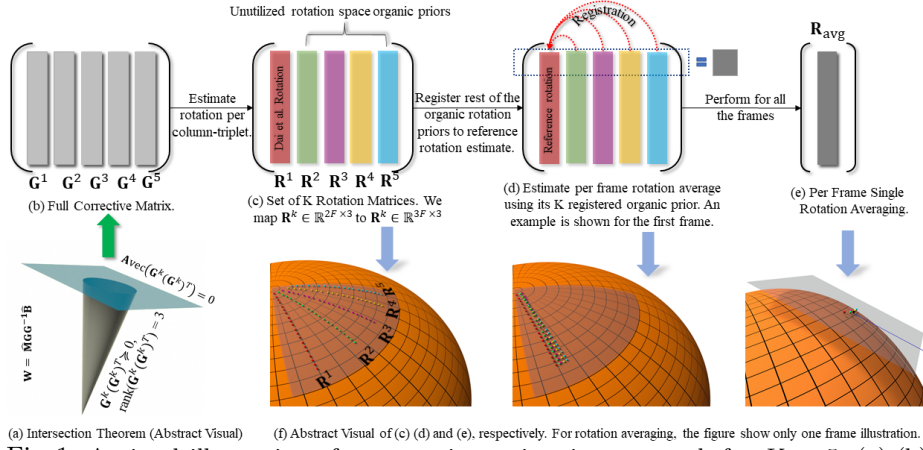 Unutilized rotation space organic priors
Registration
R_avg
Dai et al. Rotation
Reference rotation
=
Estimate
rotation per
column-triplet.
Register rest of the
organic rotation
priors to reference
rotation estimate.
Perform for all
the frames
G^1 G^2 G^3 G^4 G^5
R^1 R^2 R^3 R^4 R^5
(b) Full Corrective Matrix.
(c) Set of K Rotation Matrices. We
map R^k ∈ ℝ^{2F×3} to R^k ∈ ℝ^{3F×3}
(d) Estimate per frame rotation average
using its K registered organic prior. An
example is shown for the first frame.
(e) Per Frame Single
Rotation Averaging.
Avec(G^k(G^k)^T) = 0
W = M̄GG^{-1}B̄
G^k(G^k)^T ≽ 0,
rank(G^k(G^k)^T) = 3
R^1 R^2 R^3 R^4 R^5
(a) Intersection Theorem (Abstract Visual)
(f) Abstract Visual of (c) (d) and (e), respectively. For rotation averaging, the figure show only one frame illustration.